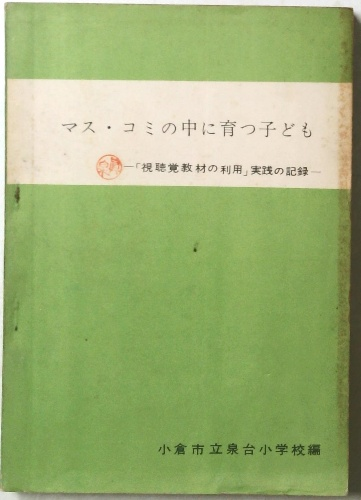 マス・コミの中に育つ子ども
―「視聴覚教材の利用」実践の記録―
小倉市立泉台小学校編